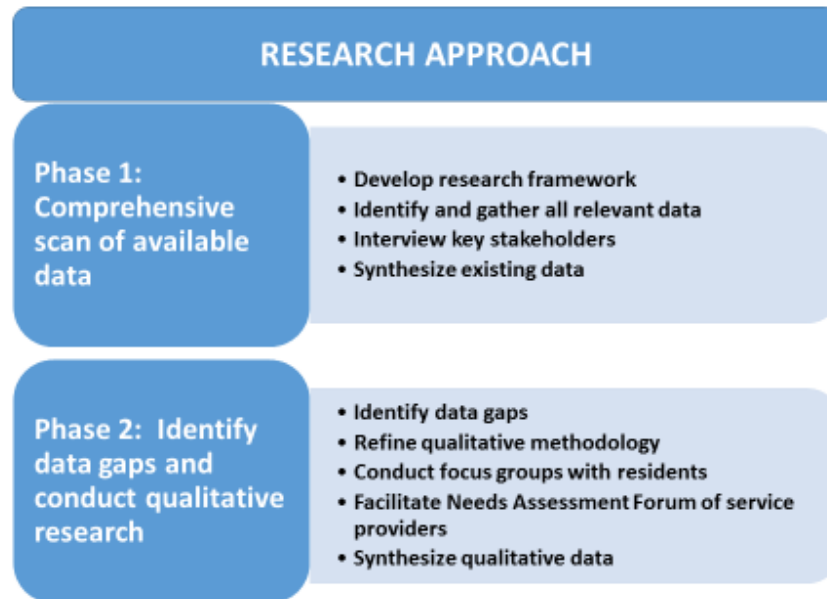 RESEARCH APPROACH
Phase 1:
Comprehensive
scan of available
data
• Develop research framework
• Identify and gather all relevant data
• Interview key stakeholders
• Synthesize existing data
Phase 2:  Identify
data gaps and
conduct qualitative
research
• Identify data gaps
• Refine qualitative methodology
• Conduct focus groups with residents
• Facilitate Needs Assessment Forum of service
providers
• Synthesize qualitative data